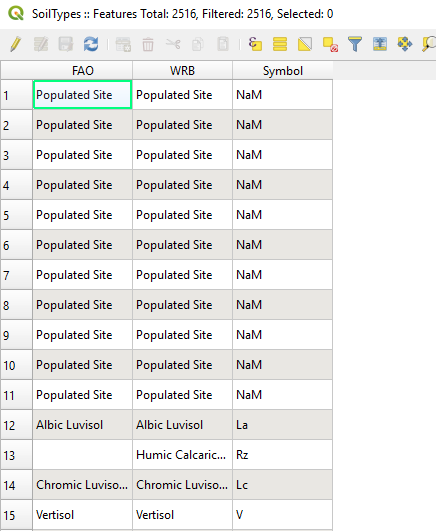 SoilTypes :: Features Total: 2516, Filtered: 2516, Selected: 0
FAO WRB Symbol
1 Populated Site Populated Site NaM
2 Populated Site Populated Site NaM
3 Populated Site Populated Site NaM
4 Populated Site Populated Site NaM
5 Populated Site Populated Site NaM
6 Populated Site Populated Site NaM
7 Populated Site Populated Site NaM
8 Populated Site Populated Site NaM
9 Populated Site Populated Site NaM
10 Populated Site Populated Site NaM
11 Populated Site Populated Site NaM
12 Albic Luvisol Albic Luvisol La
13 Humic Calcaric... Rz
14 Chromic Luviso... Chromic Luviso... Lc
15 Vertisol Vertisol V